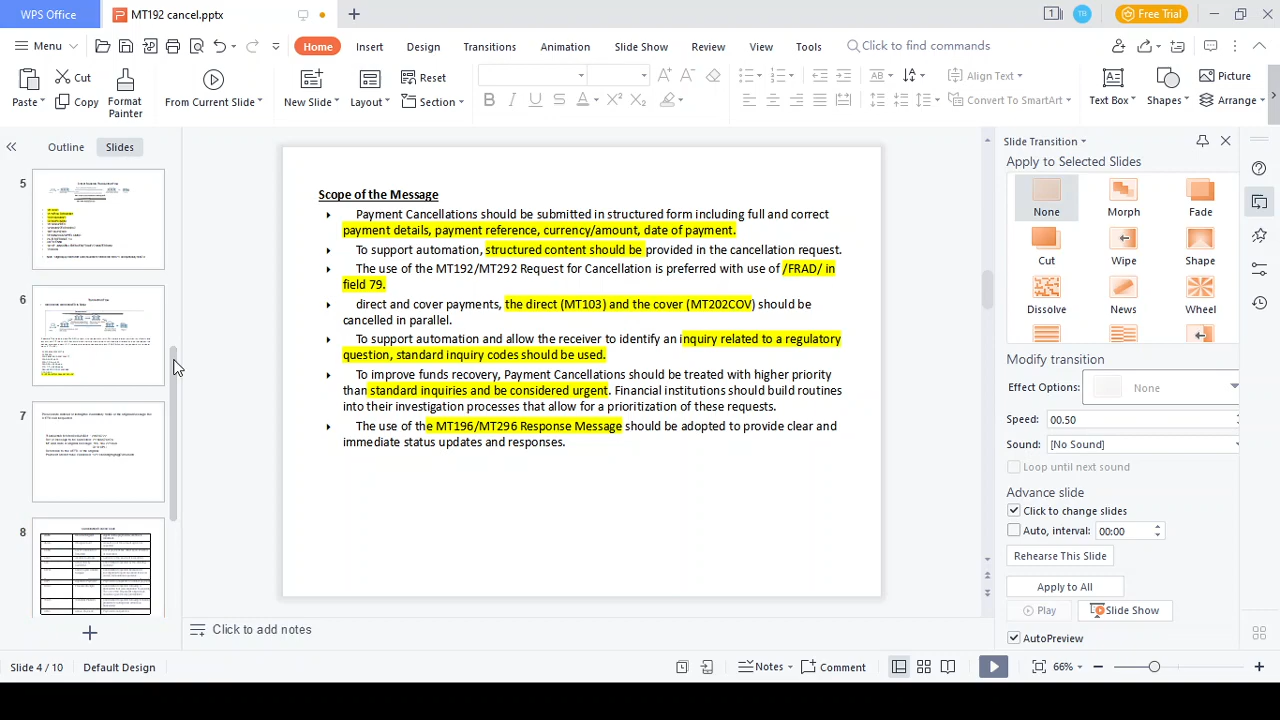 WPS Office
MT192 cancel.pptx
1
TB
Free Trial
Menu
Home
Insert
Design
Transitions
Animation
Slide Show
Review
View
Tools
Click to find commands
Paste
Cut
Copy
Format
Painter
From Current Slide
New Slide
Layout
Reset
Section
B I U S A X² X₂
AB
Align Text
Convert To SmartArt
Text Box
Shapes
Picture
Arrange
Outline
Slides
5
6
7
8
Scope of the Message
Payment Cancellations should be submitted in structured form including full and correct
payment details, payment reference, currency/amount, date of payment.
To support automation, structured content should be provided in the cancellation request.
The use of the MT192/MT292 Request for Cancellation is preferred with use of /FRAD/ in
field 79.
direct and cover payments, the direct (MT103) and the cover (MT202COV) should be
cancelled in parallel.
To support automation and allow the receiver to identify an inquiry related to a regulatory
question, standard inquiry codes should be used.
To improve funds recovery, Payment Cancellations should be treated with higher priority
than standard inquiries and be considered urgent. Financial institutions should build routines
into their investigation processes that allow for a prioritization of these requests.
The use of the MT196/MT296 Response Message should be adopted to provide clear and
immediate status updates and responses.
Slide Transition
Apply to Selected Slides
None
Morph
Fade
Cut
Wipe
Shape
Dissolve
News
Wheel
Modify transition
Effect Options:
None
Speed:
00.50
Sound:
[No Sound]
Loop until next sound
Advance slide
Click to change slides
Auto, interval:
00:00
Rehearse This Slide
Apply to All
Play
Slide Show
AutoPreview
Click to add notes
Slide 4 / 10
Default Design
Notes
Comment
66%